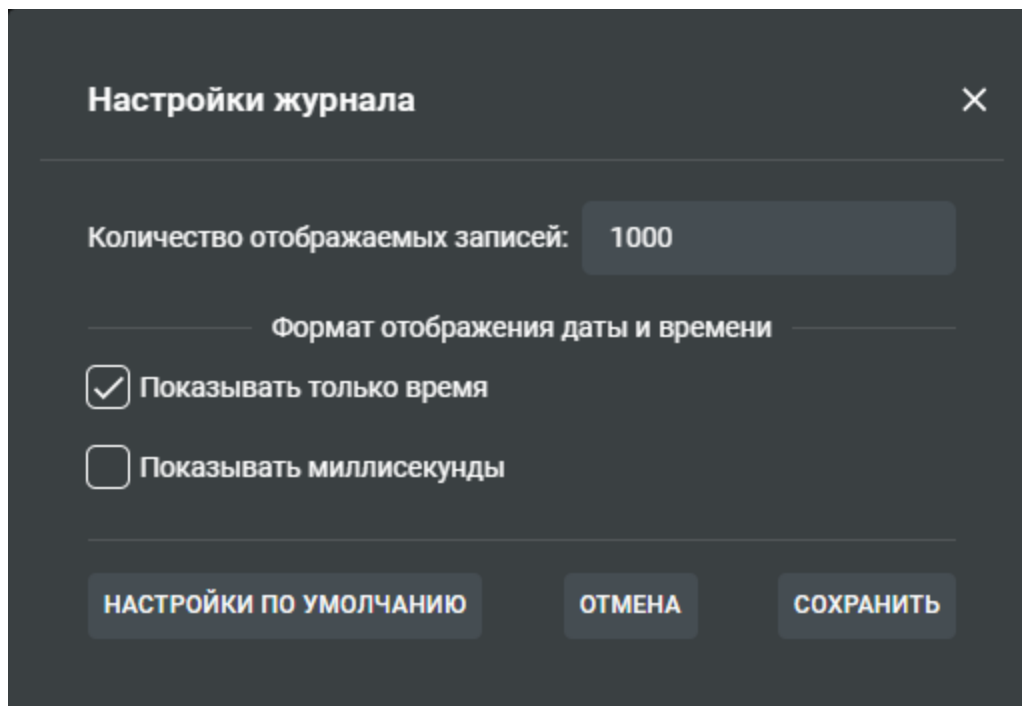 Настройки журнала
Количество отображаемых записей: 1000
Формат отображения даты и времени
Показывать только время
Показывать миллисекунды
НАСТРОЙКИ ПО УМОЛЧАНИЮ ОТМЕНА СОХРАНИТЬ